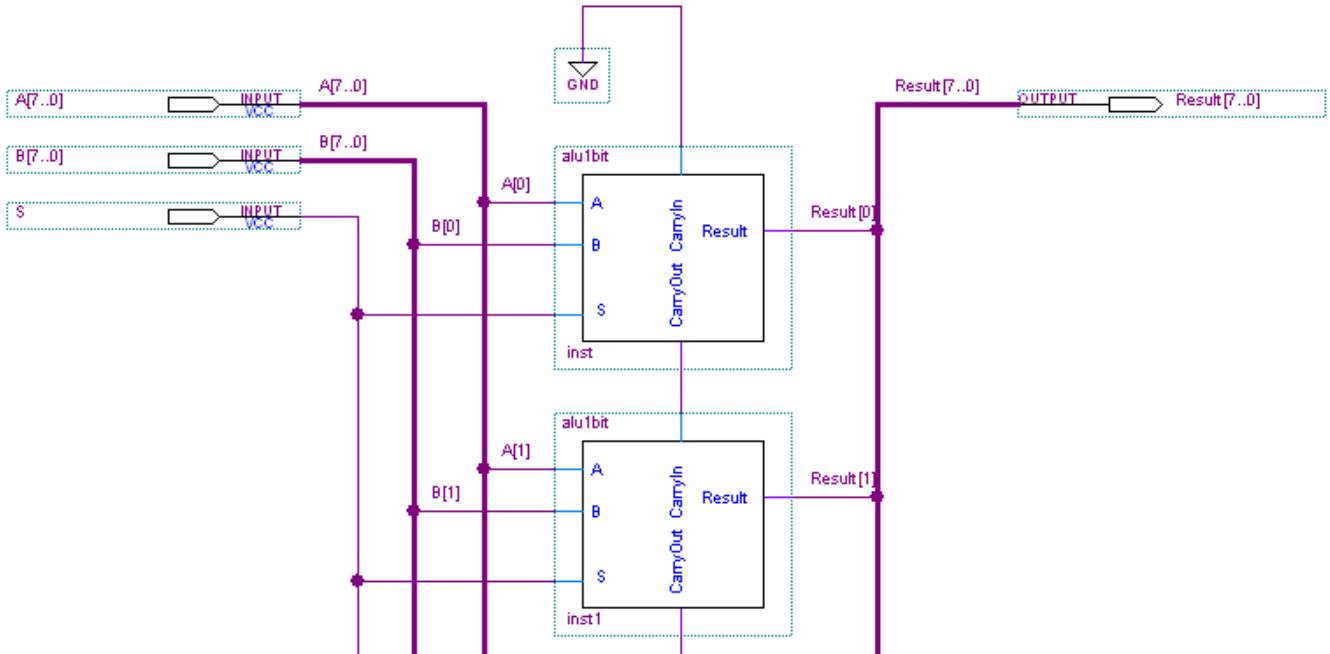 GND
A[7..0]
INPUT
VCC
A[7..0]
Result[7..0]
OUTPUT
Result[7..0]
B[7..0]
INPUT
VCC
B[7..0]
alu1bit
S
INPUT
VCC
A[0]
B[0]
A
B
S
CarryIn
CarryOut
Result
Result[0]
inst
alu1bit
A[1]
B[1]
A
B
S
CarryIn
CarryOut
Result
Result[1]
inst1